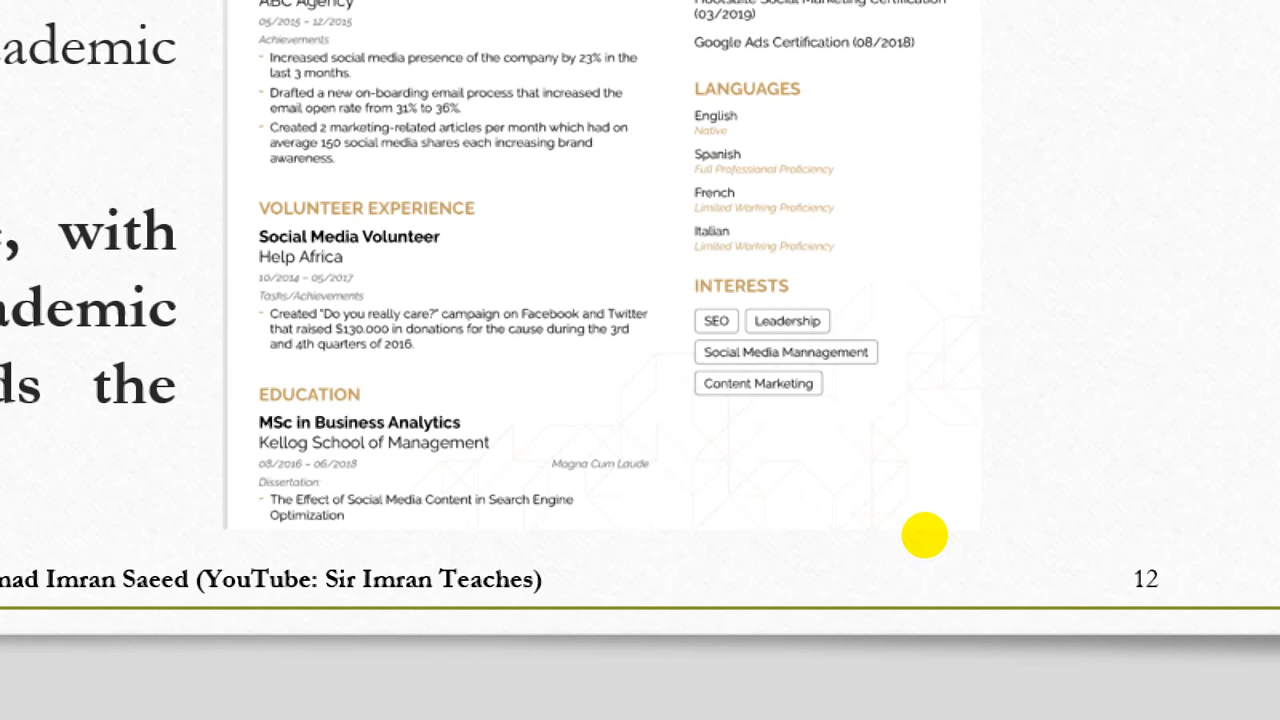 ademic
with
ademic
the
ABC Agency
05/2015 – 12/2015
Achievements
- Increased social media presence of the company by 23% in the
last 3 months.
- Drafted a new on-boarding email process that increased the
email open rate from 31% to 36%.
- Created 2 marketing-related articles per month which had on
average 150 social media shares each increasing brand
awareness.
VOLUNTEER EXPERIENCE
Social Media Volunteer
Help Africa
10/2014 – 05/2017
Tasks/Achievements
- Created "Do you really care?" campaign on Facebook and Twitter
that raised $130.000 in donations for the cause during the 3rd
and 4th quarters of 2016.
EDUCATION
MSc in Business Analytics
Kellog School of Management
08/2016 – 06/2018 Magna Cum Laude
Dissertation
- The Effect of Social Media Content in Search Engine
Optimization
Hootsuite Social Marketing Certification
(03/2019)
Google Ads Certification (08/2018)
LANGUAGES
English
Native
Spanish
Full Professional Proficiency
French
Limited Working Proficiency
Italian
Limited Working Proficiency
INTERESTS
SEO Leadership
Social Media Mannagement
Content Marketing
mad Imran Saeed (YouTube: Sir Imran Teaches)
12